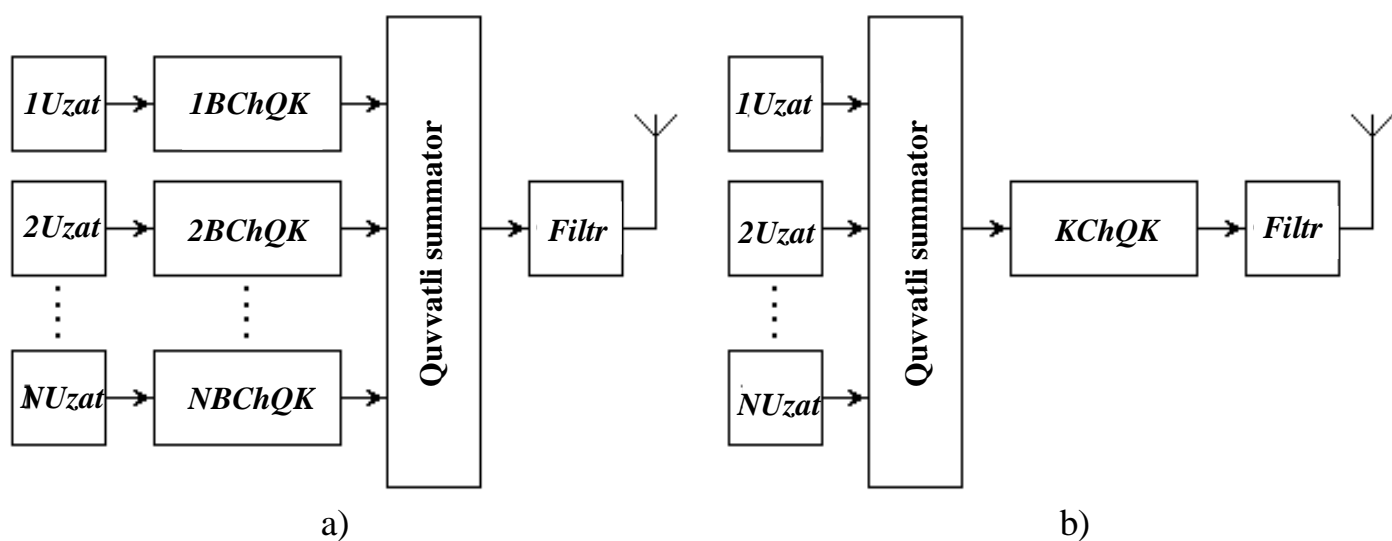 1Uzat
1BChQK
2Uzat
2BChQK
NUzat
NBChQK
Quvvatli summator
Filtr
a)
1Uzat
2Uzat
NUzat
Quvvatli summator
KChQK
Filtr
b)